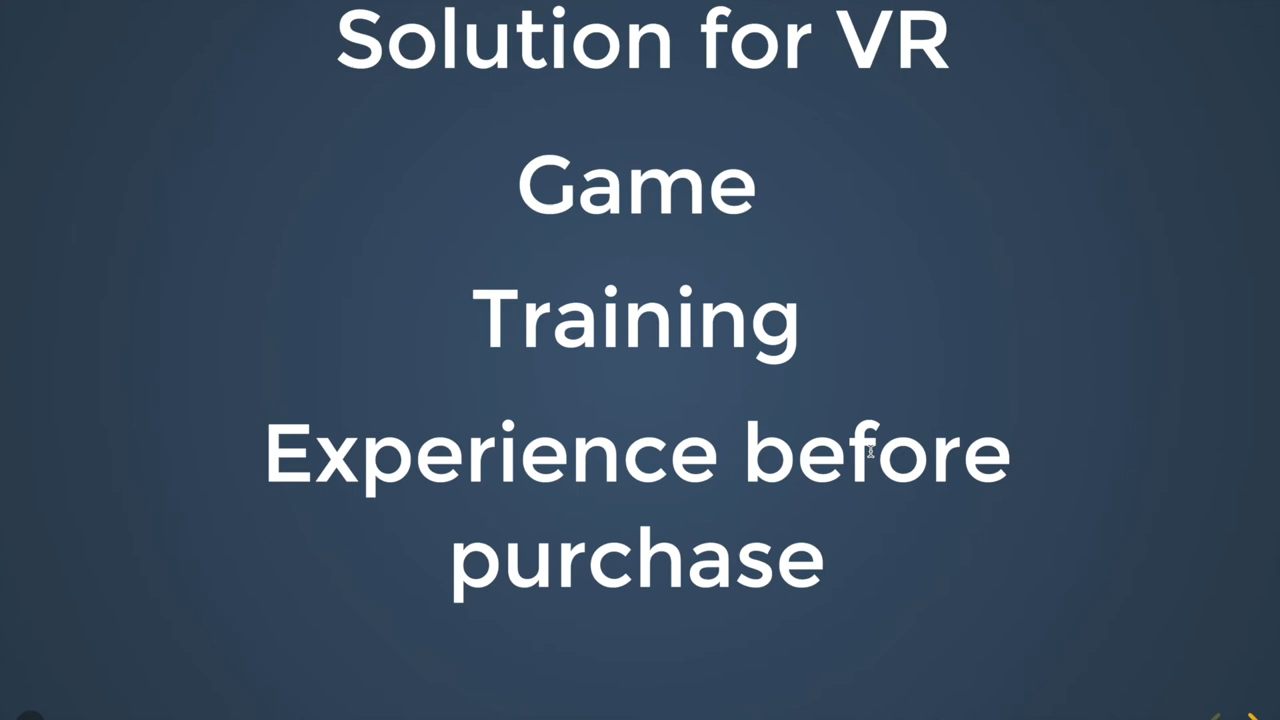 Solution for VR
Game
Training
Experience before
purchase